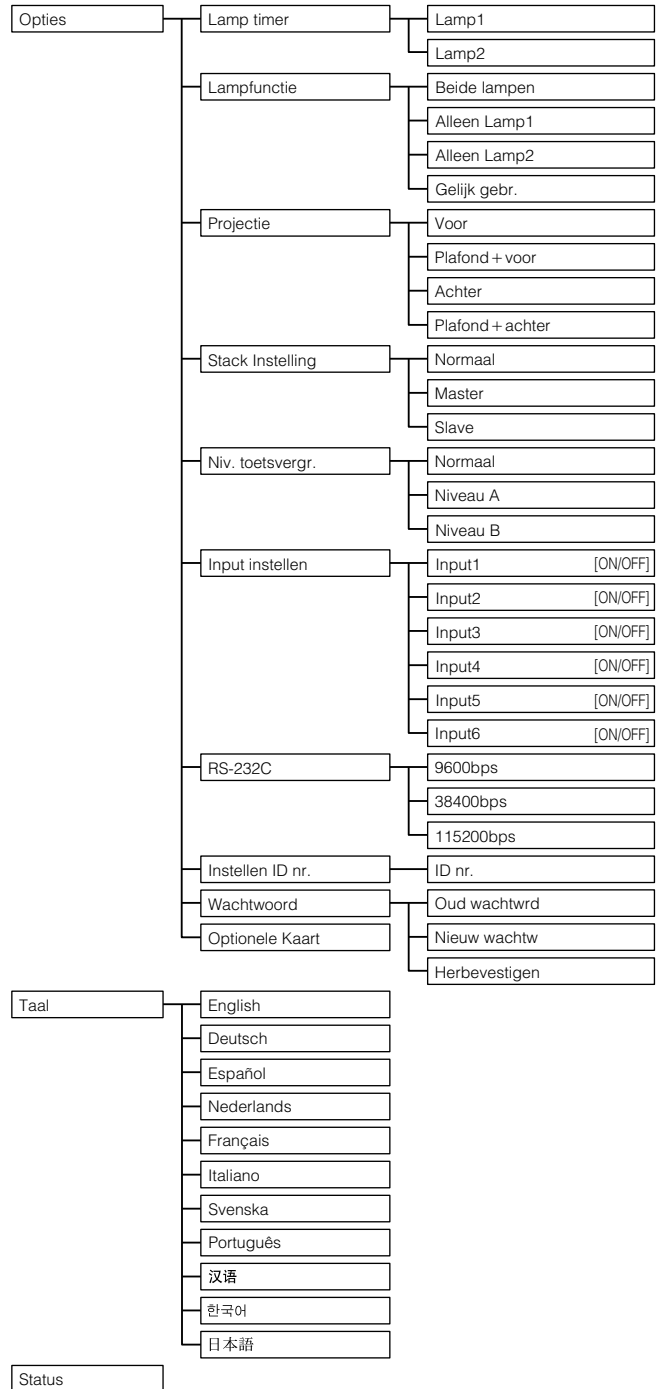 Opties Lamp timer Lamp1
Lamp2
Lampfunctie Beide lampen
Alleen Lamp1
Alleen Lamp2
Gelijk gebr.
Projectie Voor
Plafond+voor
Achter
Plafond+achter
Stack Instelling Normaal
Master
Slave
Niv. toetsvergr. Normaal
Niveau A
Niveau B
Input instellen Input1 [ON/OFF]
Input2 [ON/OFF]
Input3 [ON/OFF]
Input4 [ON/OFF]
Input5 [ON/OFF]
Input6 [ON/OFF]
RS-232C 9600bps
38400bps
115200bps
Instellen ID nr. ID nr.
Wachtwoord Oud wachtwrd
Optionele Kaart Nieuw wachtw
Herbevestigen
Taal English
Deutsch
Español
Nederlands
Français
Italiano
Svenska
Português
汉语
한국어
日本語
Status